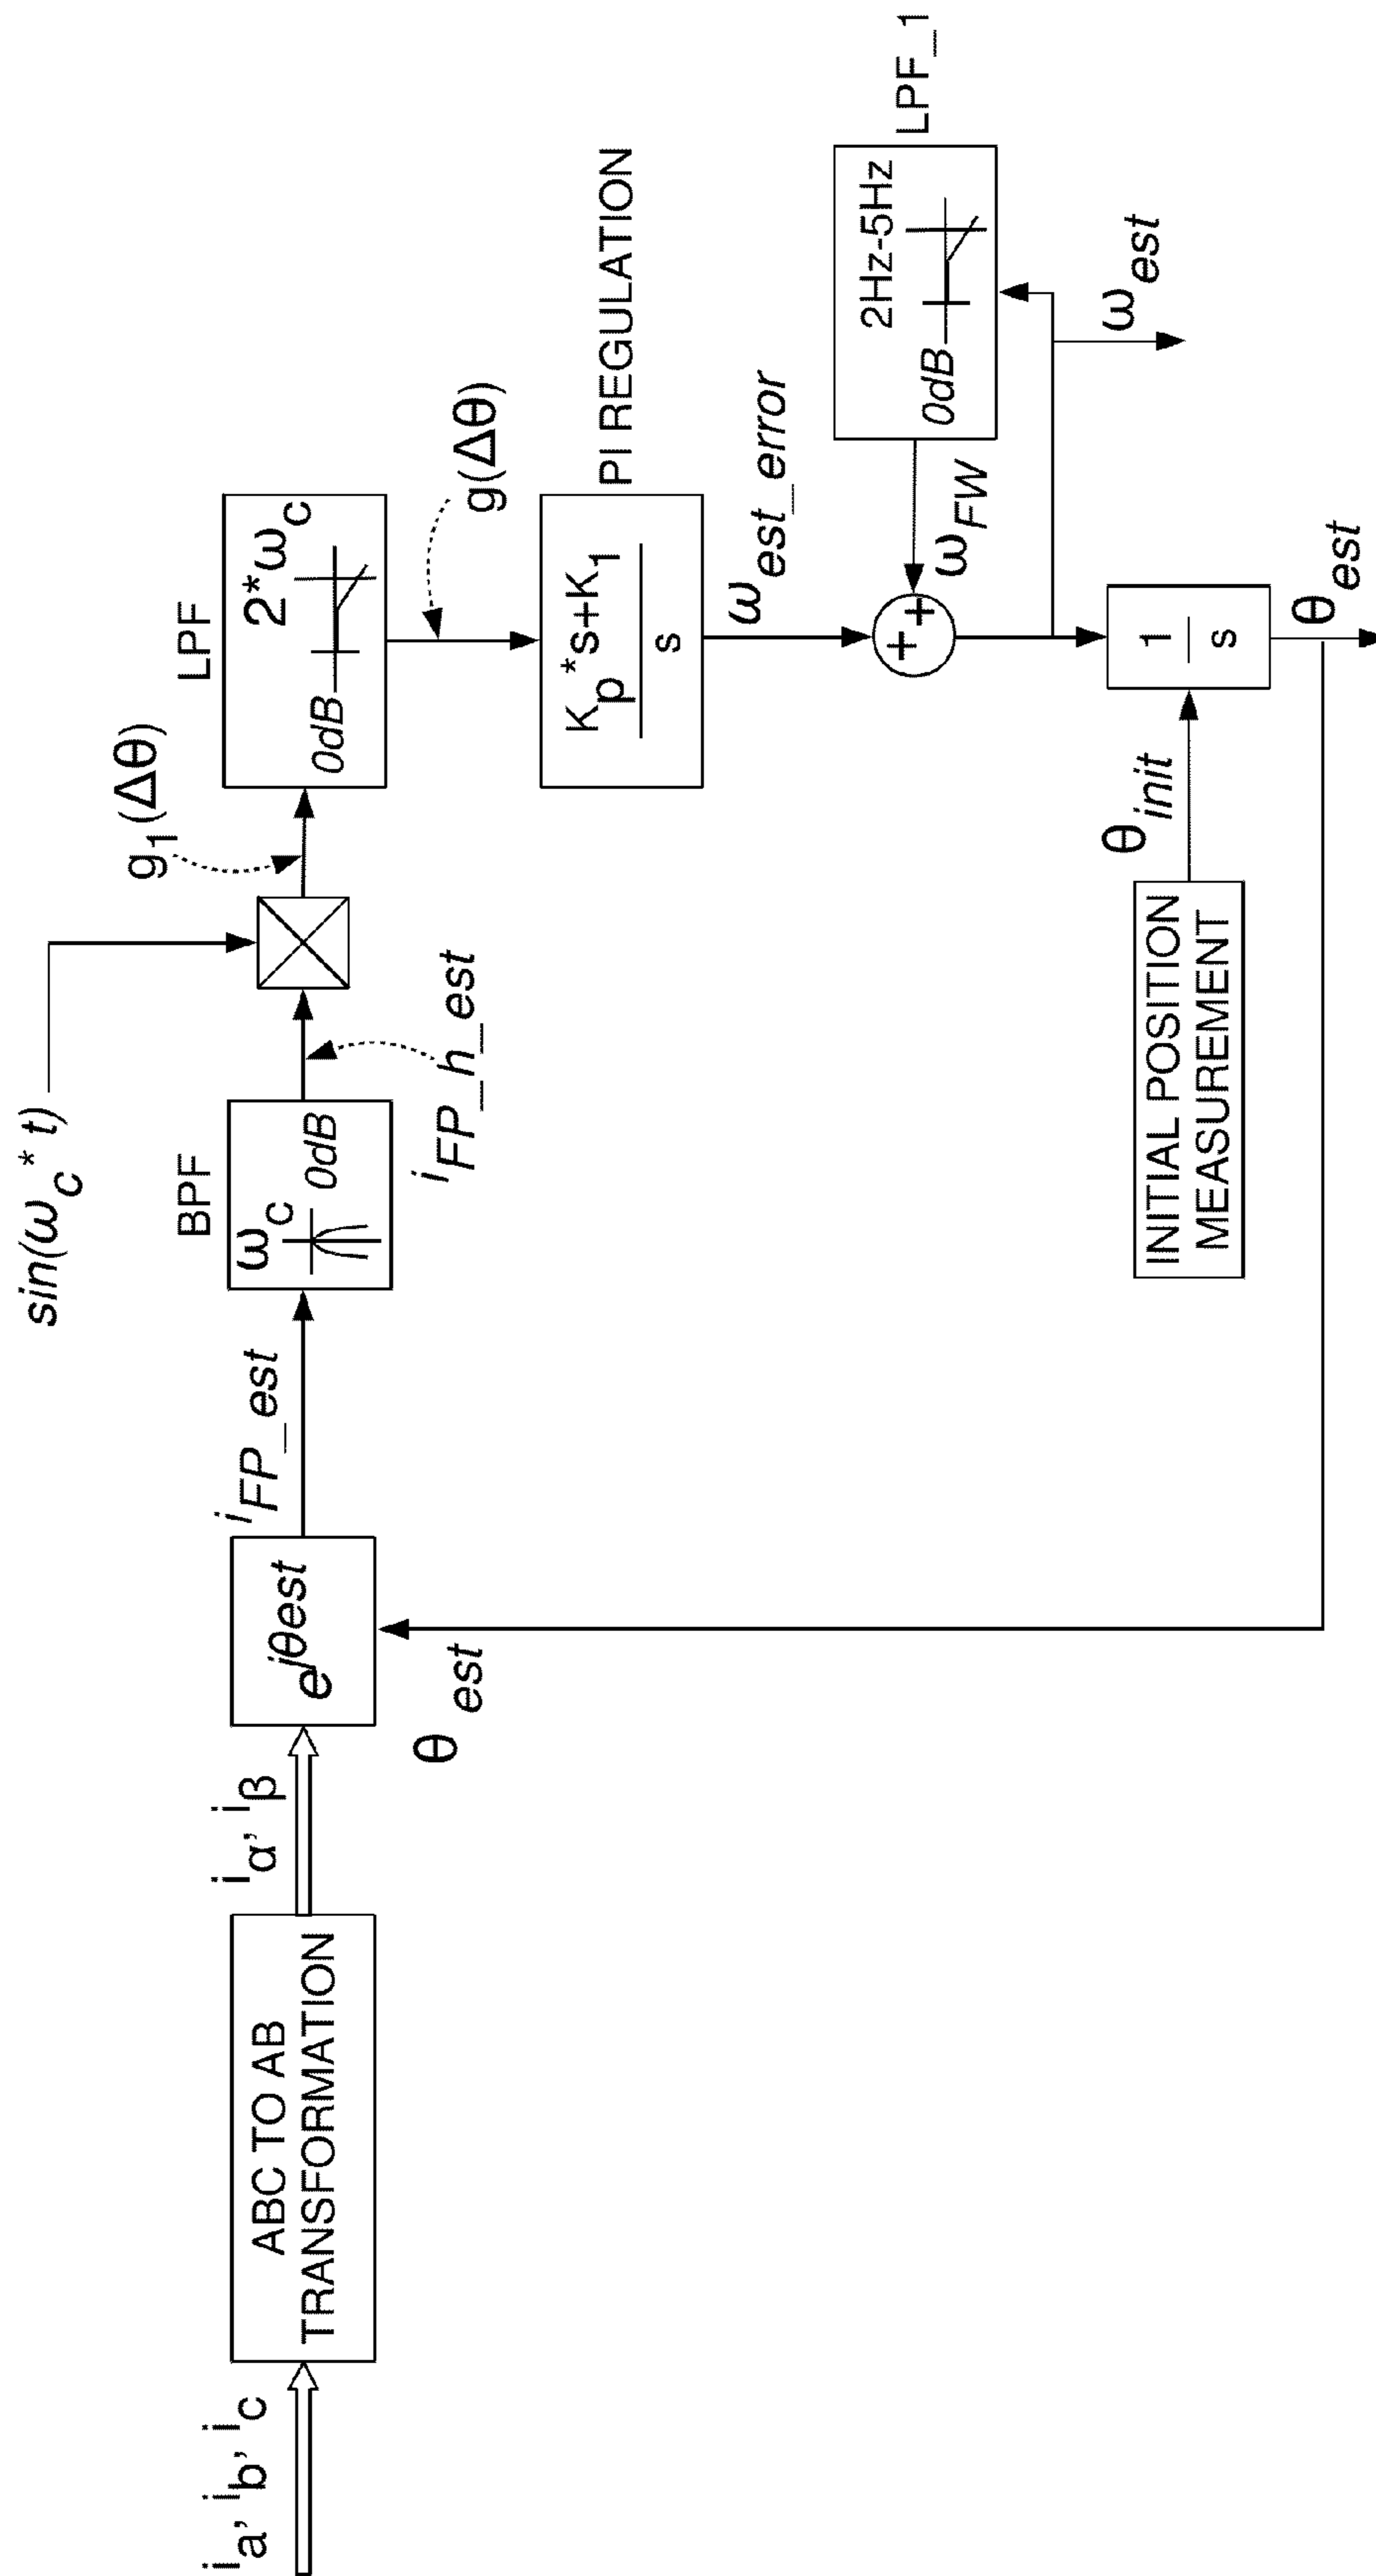 i_a, i_b, i_c
ABC TO AB
TRANSFORMATION
i_α, i_β
e^jθest
θ_est
i_FP_est
BPF
ω_c
0dB
i_FP_h_est
sin(ω_c*t)
g_1(Δθ)
LPF
2*ω_c
0dB
g(Δθ)
PI REGULATION
K_p*s+K_1
s
ω_est_error
LPF_1
2Hz-5Hz
0dB
ω_FW
+
+
ω_est
INITIAL POSITION
MEASUREMENT
θ_init
1
s
θ_est